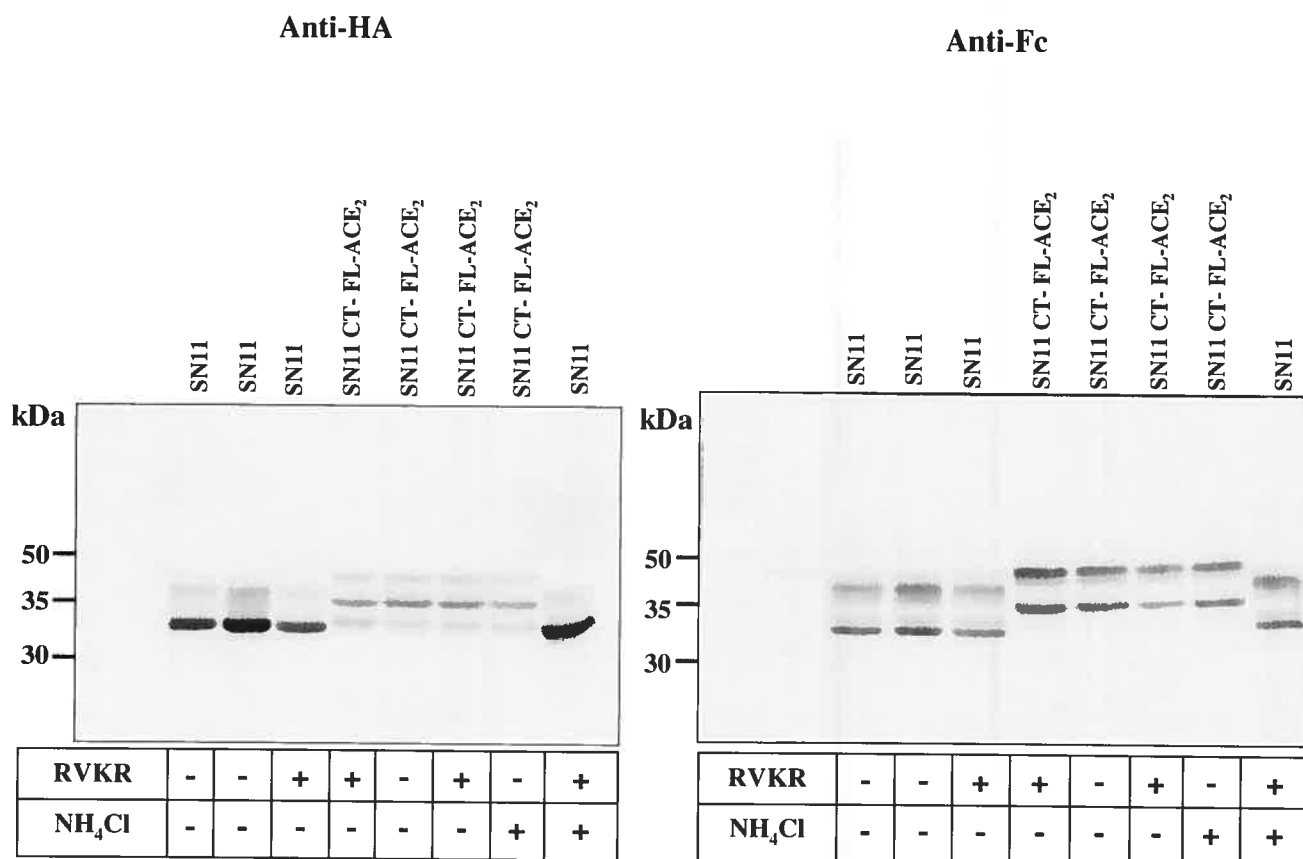 Anti-HA
Anti-Fc
SN11
SN11
SN11
SN11 CT- FL-ACE₂
SN11 CT- FL-ACE₂
SN11 CT- FL-ACE₂
SN11 CT- FL-ACE₂
SN11
kDa
50
35
30
RVKR - - + + - + - +
NH₄Cl - - - - - - + +
SN11
SN11
SN11
SN11 CT- FL-ACE₂
SN11 CT- FL-ACE₂
SN11 CT- FL-ACE₂
SN11 CT- FL-ACE₂
SN11
kDa
50
35
30
RVKR - - + + - + - +
NH₄Cl - - - - - - + +